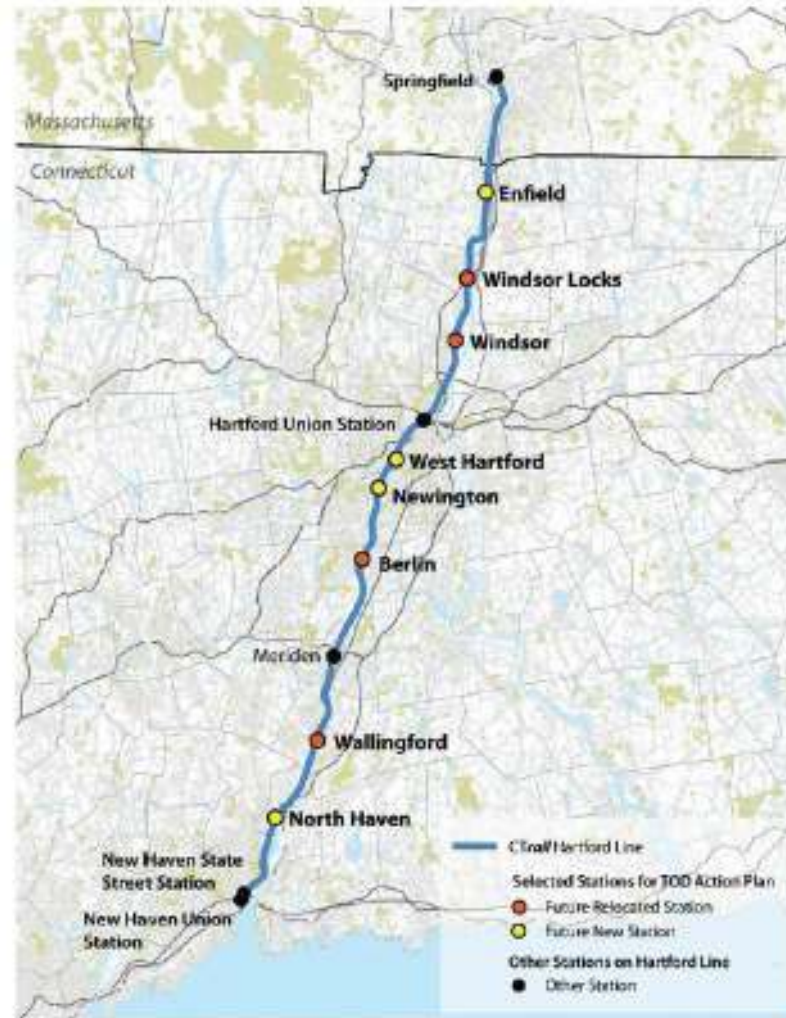 Springfield
Massachusetts
Connecticut
Enfield
Windsor Locks
Windsor
Hartford Union Station
West Hartford
Newington
Berlin
Meriden
Wallingford
North Haven
New Haven State
Street Station
New Haven Union
Station
CTrail Hartford Line
Selected Stations for TOD Action Plan
Future Relocated Station
Future New Station
Other Stations on Hartford Line
Other Station